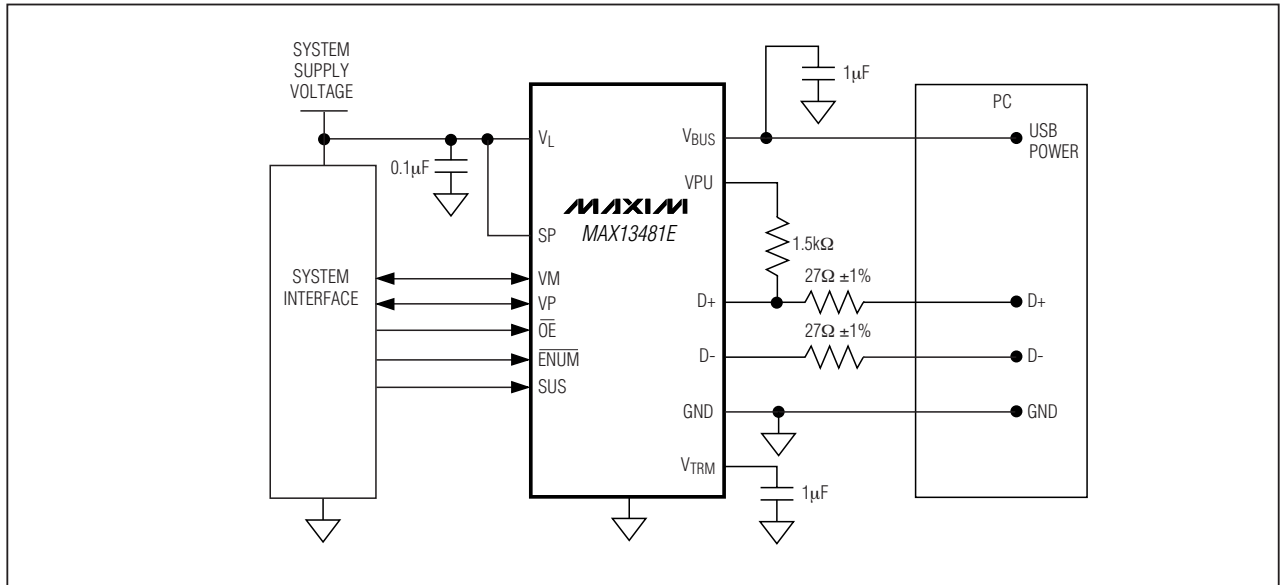 SYSTEM
SUPPLY
VOLTAGE
0.1µF
SYSTEM
INTERFACE
VL
SP
VM
VP
OE
ENUM
SUS
MAXIM
MAX13481E
VBUS
VPU
D+
D-
GND
VTRM
1µF
1.5kΩ
27Ω ±1%
27Ω ±1%
1µF
PC
USB
POWER
D+
D-
GND